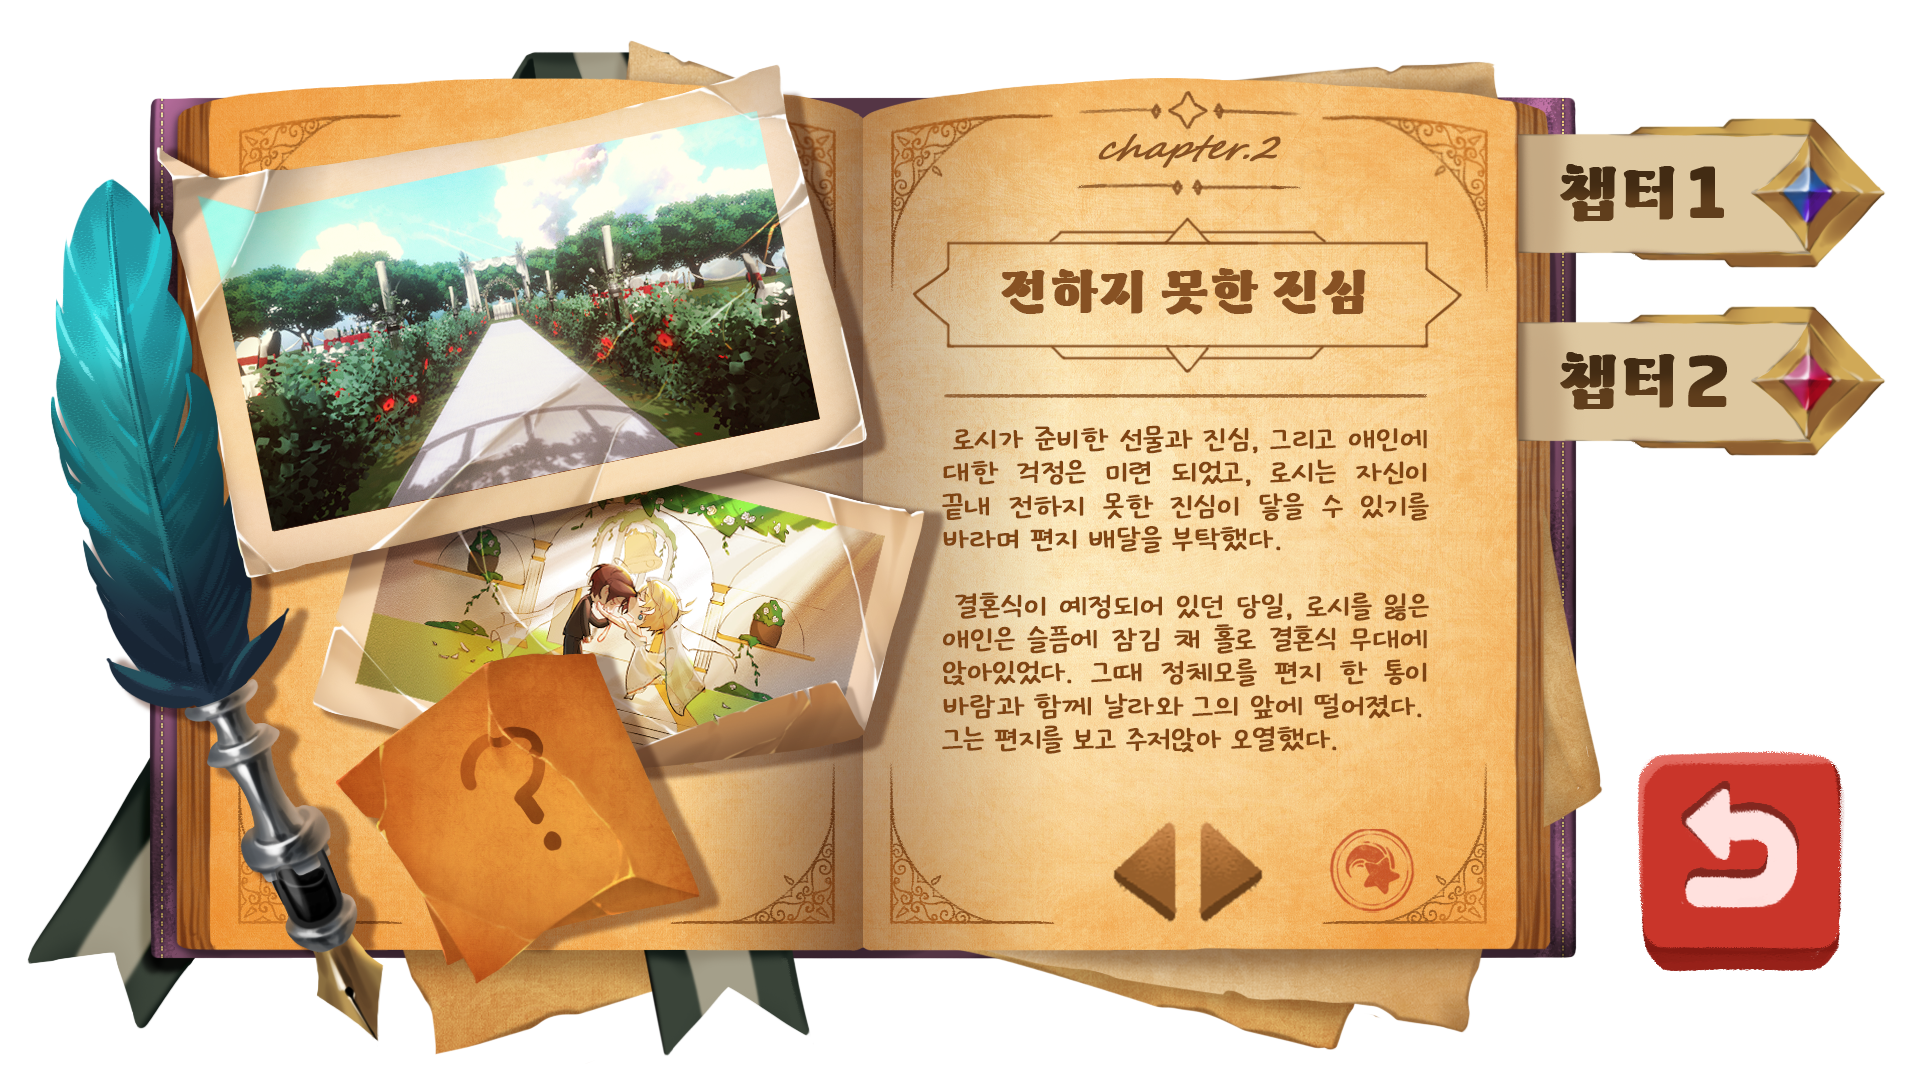 chapter.2
전하지 못한 진심
로시가 준비한 선물과 진심, 그리고 애인에
대한 걱정은 미련 되었고, 로시는 자신이
끝내 전하지 못한 진심이 닿을 수 있기를
바라며 편지 배달을 부탁했다.
결혼식이 예정되어 있던 당일, 로시를 잃은
애인은 슬픔에 잠김 채 홀로 결혼식 무대에
앉아있었다. 그때 정체모를 편지 한 통이
바람과 함께 날라와 그의 앞에 떨어졌다.
그는 편지를 보고 주저앉아 오열했다.
챕터1
챕터2
?